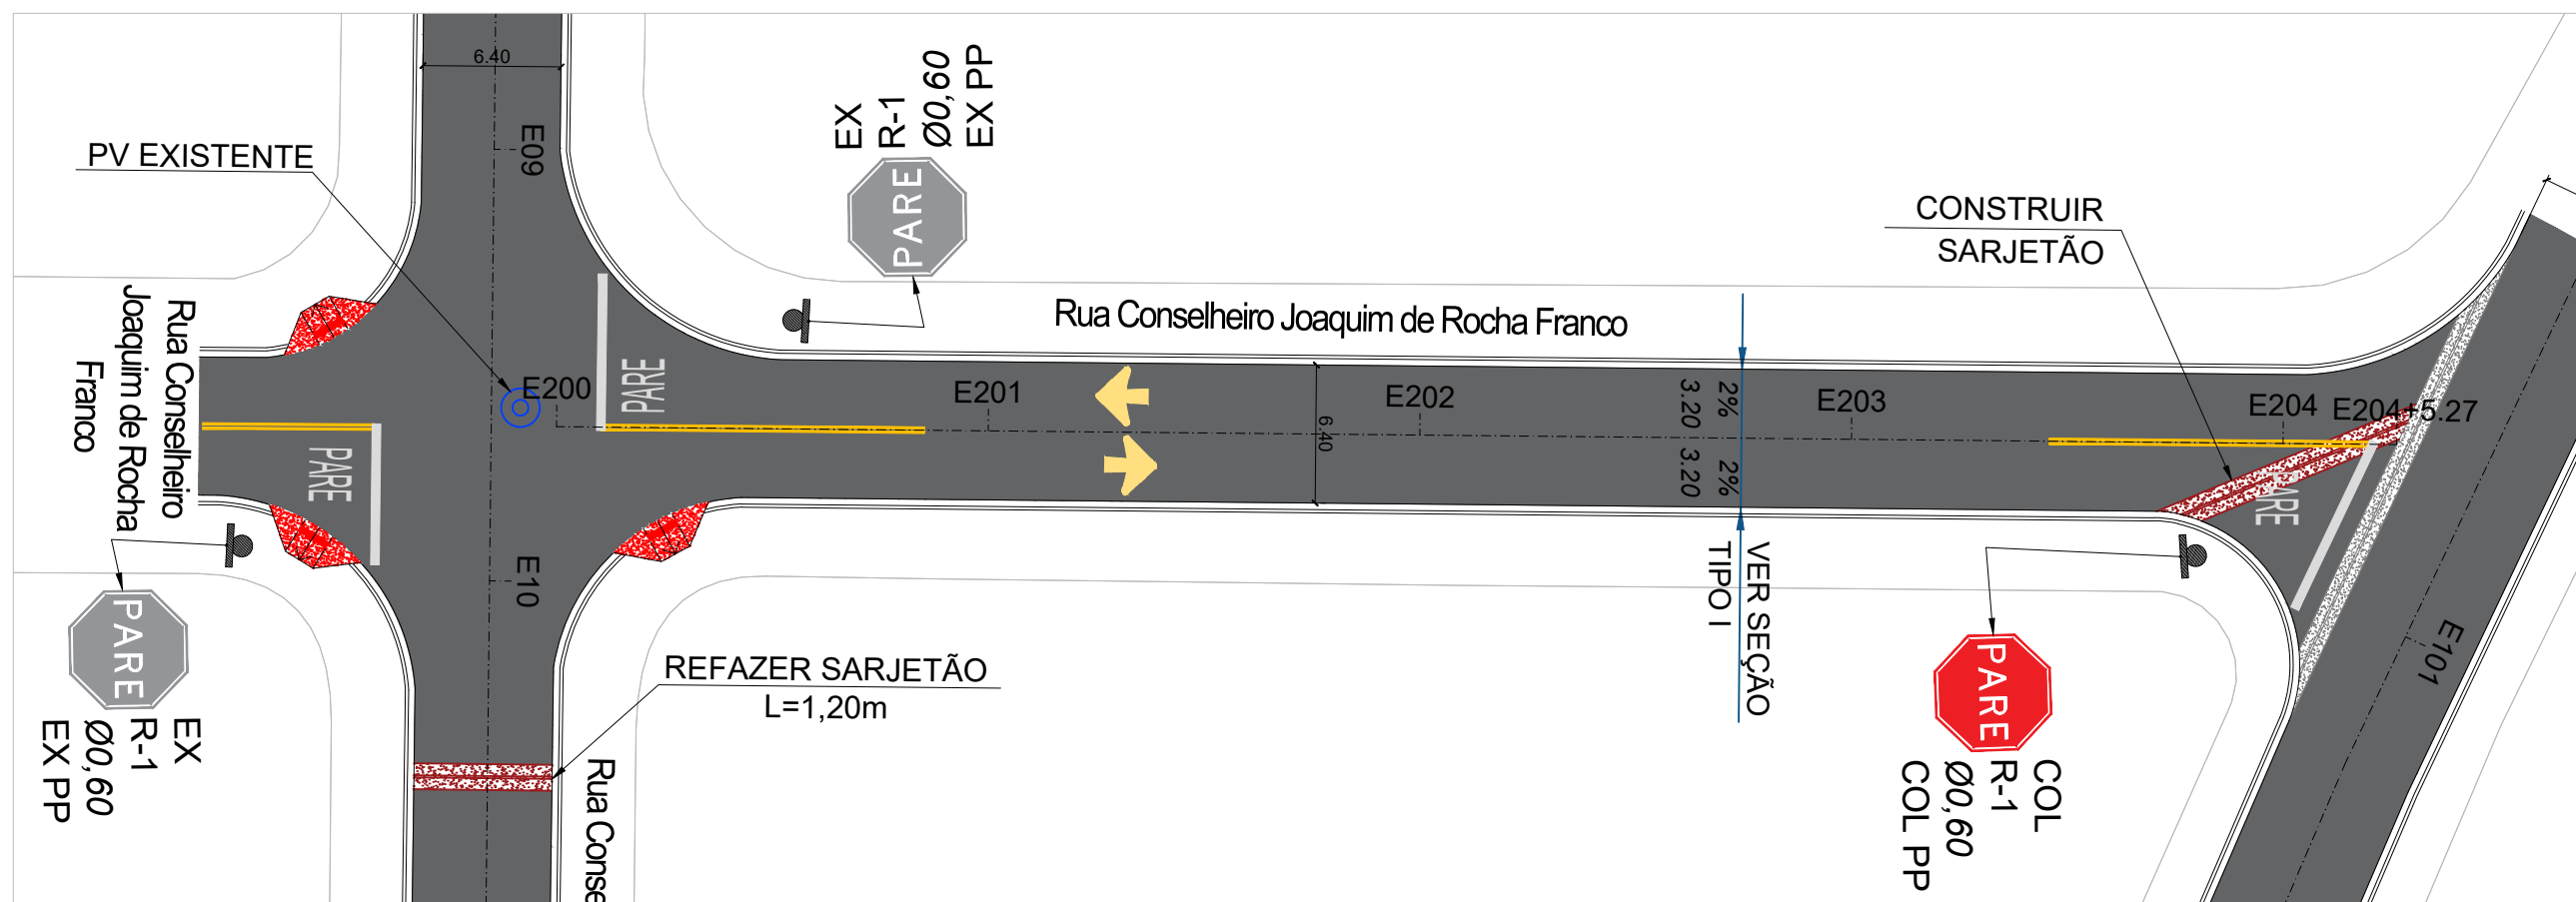 6.40
E09
EX
R-1
Ø0,60
EX PP
PARE
PV EXISTENTE
CONSTRUIR
SARJETÃO
Rua Conselheiro Joaquim de Rocha Franco
Rua Conselheiro
Joaquim de Rocha
Franco
PARE
E200
PARE
E201
6.40
E202
2%
3.20
2%
3.20
E203
E204
E204+5.27
PARE
E10
VER SEÇÃO
TIPO I
E101
REFAZER SARJETÃO
L=1,20m
PARE
EX
R-1
Ø0,60
EX PP
Rua Conse
PARE
COL
R-1
Ø0,60
COL PP